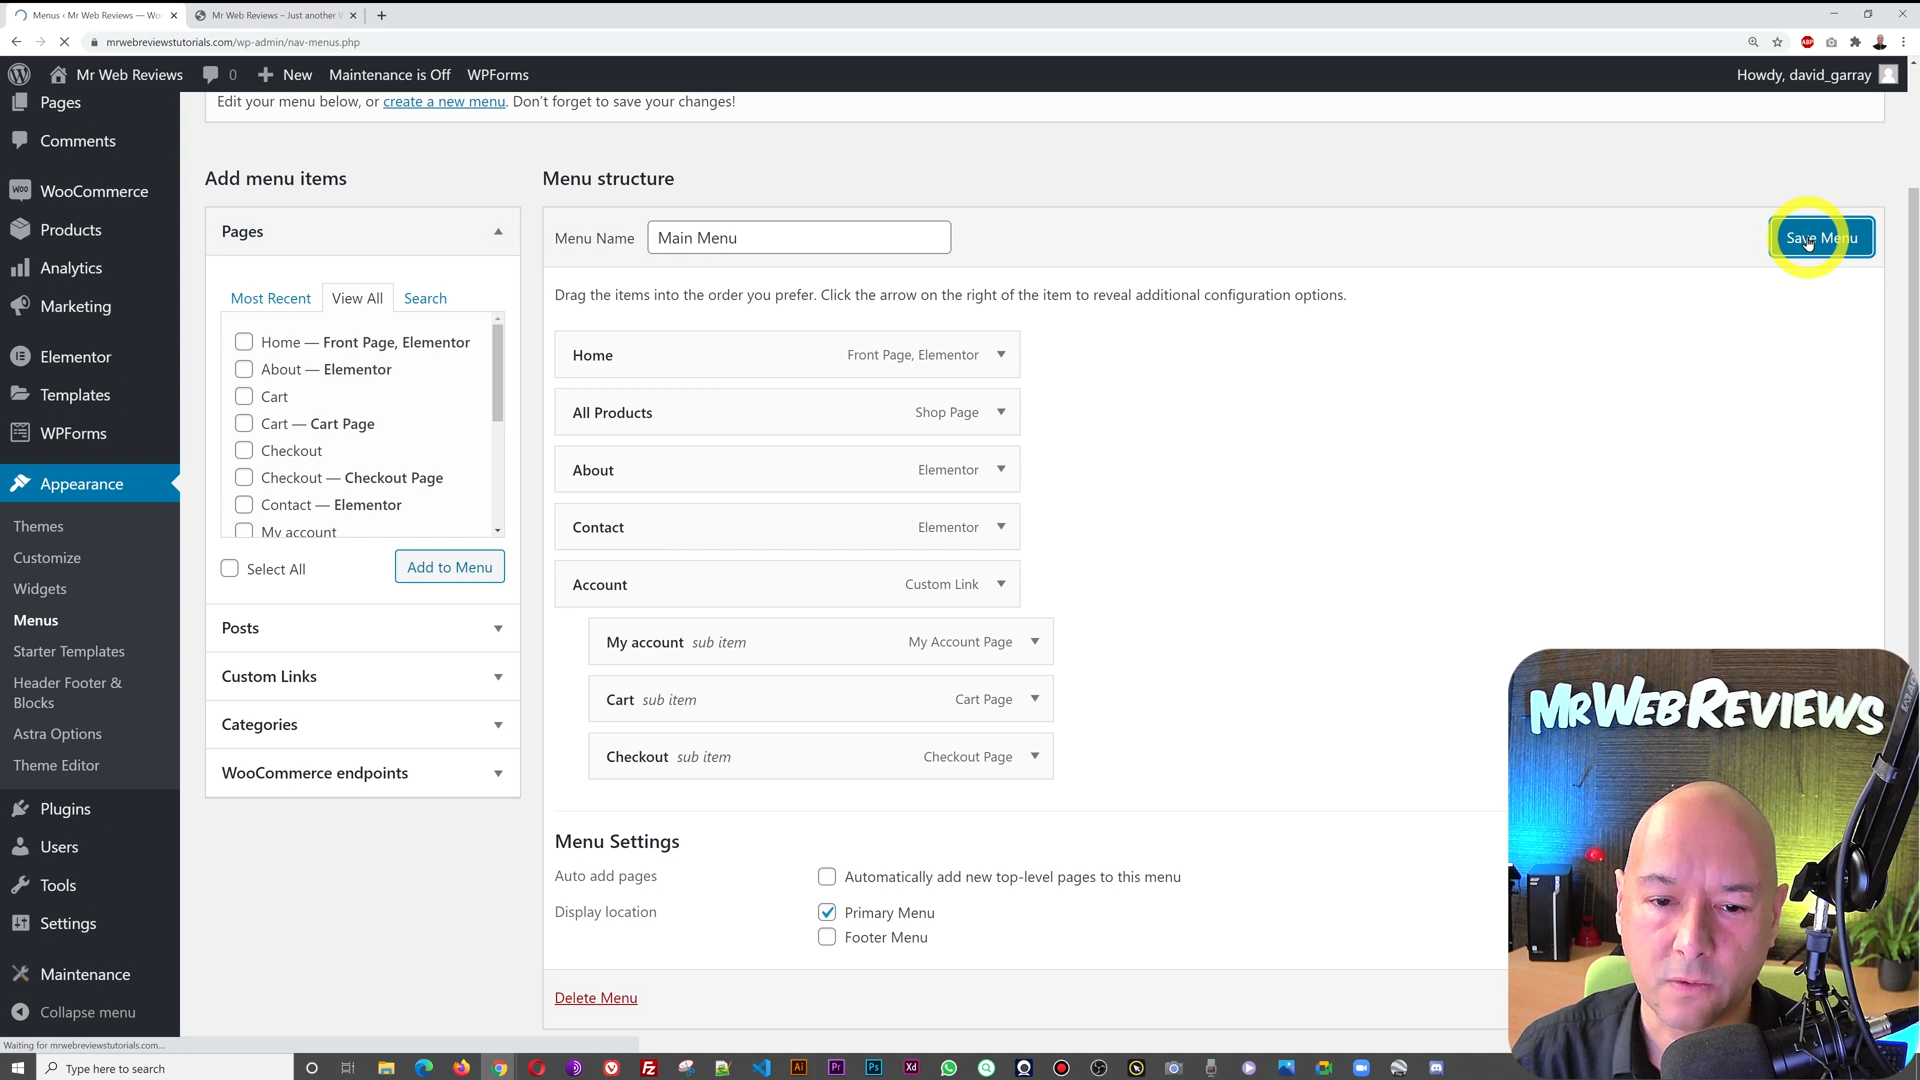 Menus ‹ Mr Web Reviews — Wor
Mr Web Reviews – Just another W
mrwebreviewstutorials.com/wp-admin/nav-menus.php
Mr Web Reviews
0
New
Maintenance is Off
WPForms
Howdy, david_garray
Pages
Comments
WooCommerce
Products
Analytics
Marketing
Elementor
Templates
WPForms
Appearance
Themes
Customize
Widgets
Menus
Starter Templates
Header Footer &
Blocks
Astra Options
Theme Editor
Plugins
Users
Tools
Settings
Maintenance
Collapse menu
Edit your menu below, or create a new menu. Don’t forget to save your changes!
Add menu items
Pages
Most Recent
View All
Search
Home — Front Page, Elementor
About — Elementor
Cart
Cart — Cart Page
Checkout
Checkout — Checkout Page
Contact — Elementor
My account
Select All
Add to Menu
Posts
Custom Links
Categories
WooCommerce endpoints
Menu structure
Menu Name
Main Menu
Save Menu
Drag the items into the order you prefer. Click the arrow on the right of the item to reveal additional configuration options.
Home Front Page, Elementor
All Products Shop Page
About Elementor
Contact Elementor
Account Custom Link
My account sub item My Account Page
Cart sub item Cart Page
Checkout sub item Checkout Page
Menu Settings
Auto add pages
Automatically add new top-level pages to this menu
Display location
Primary Menu
Footer Menu
Delete Menu
MRWEBREVIEWS
Waiting for mrwebreviewstutorials.com...
Type here to search